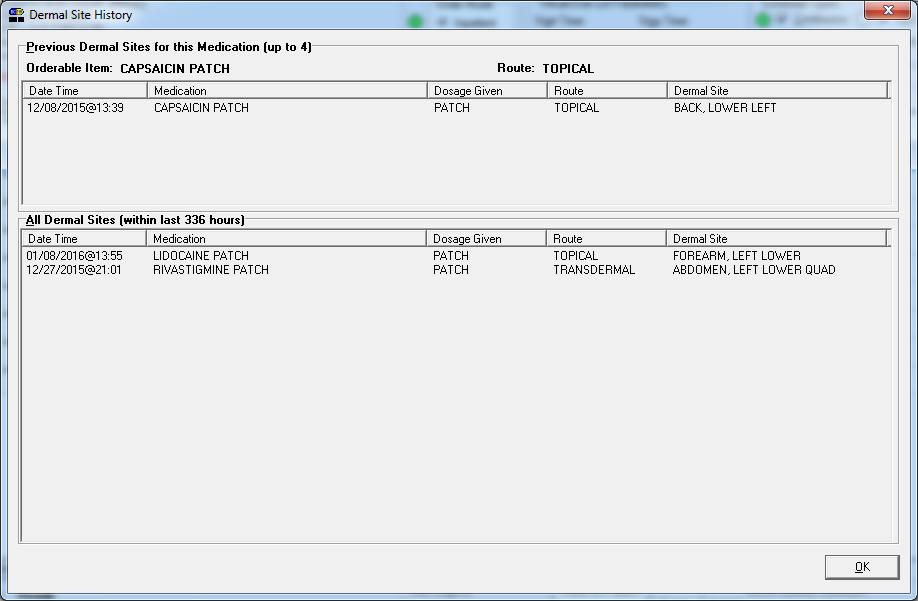 Dermal Site History
Previous Dermal Sites for this Medication (up to 4)
Orderable Item: CAPSAICIN PATCH Route: TOPICAL
Date Time Medication Dosage Given Route Dermal Site
12/08/2015@13:39 CAPSAICIN PATCH PATCH TOPICAL BACK, LOWER LEFT
All Dermal Sites (within last 336 hours)
Date Time Medication Dosage Given Route Dermal Site
01/08/2016@13:55 LIDOCAINE PATCH PATCH TOPICAL FOREARM, LEFT LOWER
12/27/2015@21:01 RIVASTIGMINE PATCH PATCH TRANSDERMAL ABDOMEN, LEFT LOWER QUAD
OK